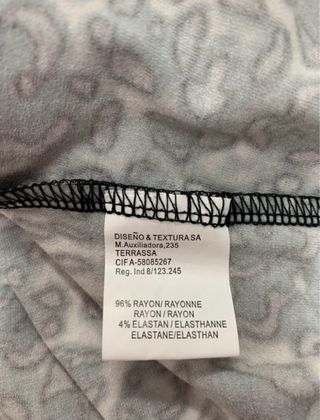 DISEÑO & TEXTURA SA
M.Auxiliadora,235
TERRASSA
CIF A-58085267
Reg. Ind 8/123.245
96% RAYON/ RAYONNE
RAYON / RAYON
4% ELASTAN / ELASTHANNE
ELASTANE/ELASTHAN